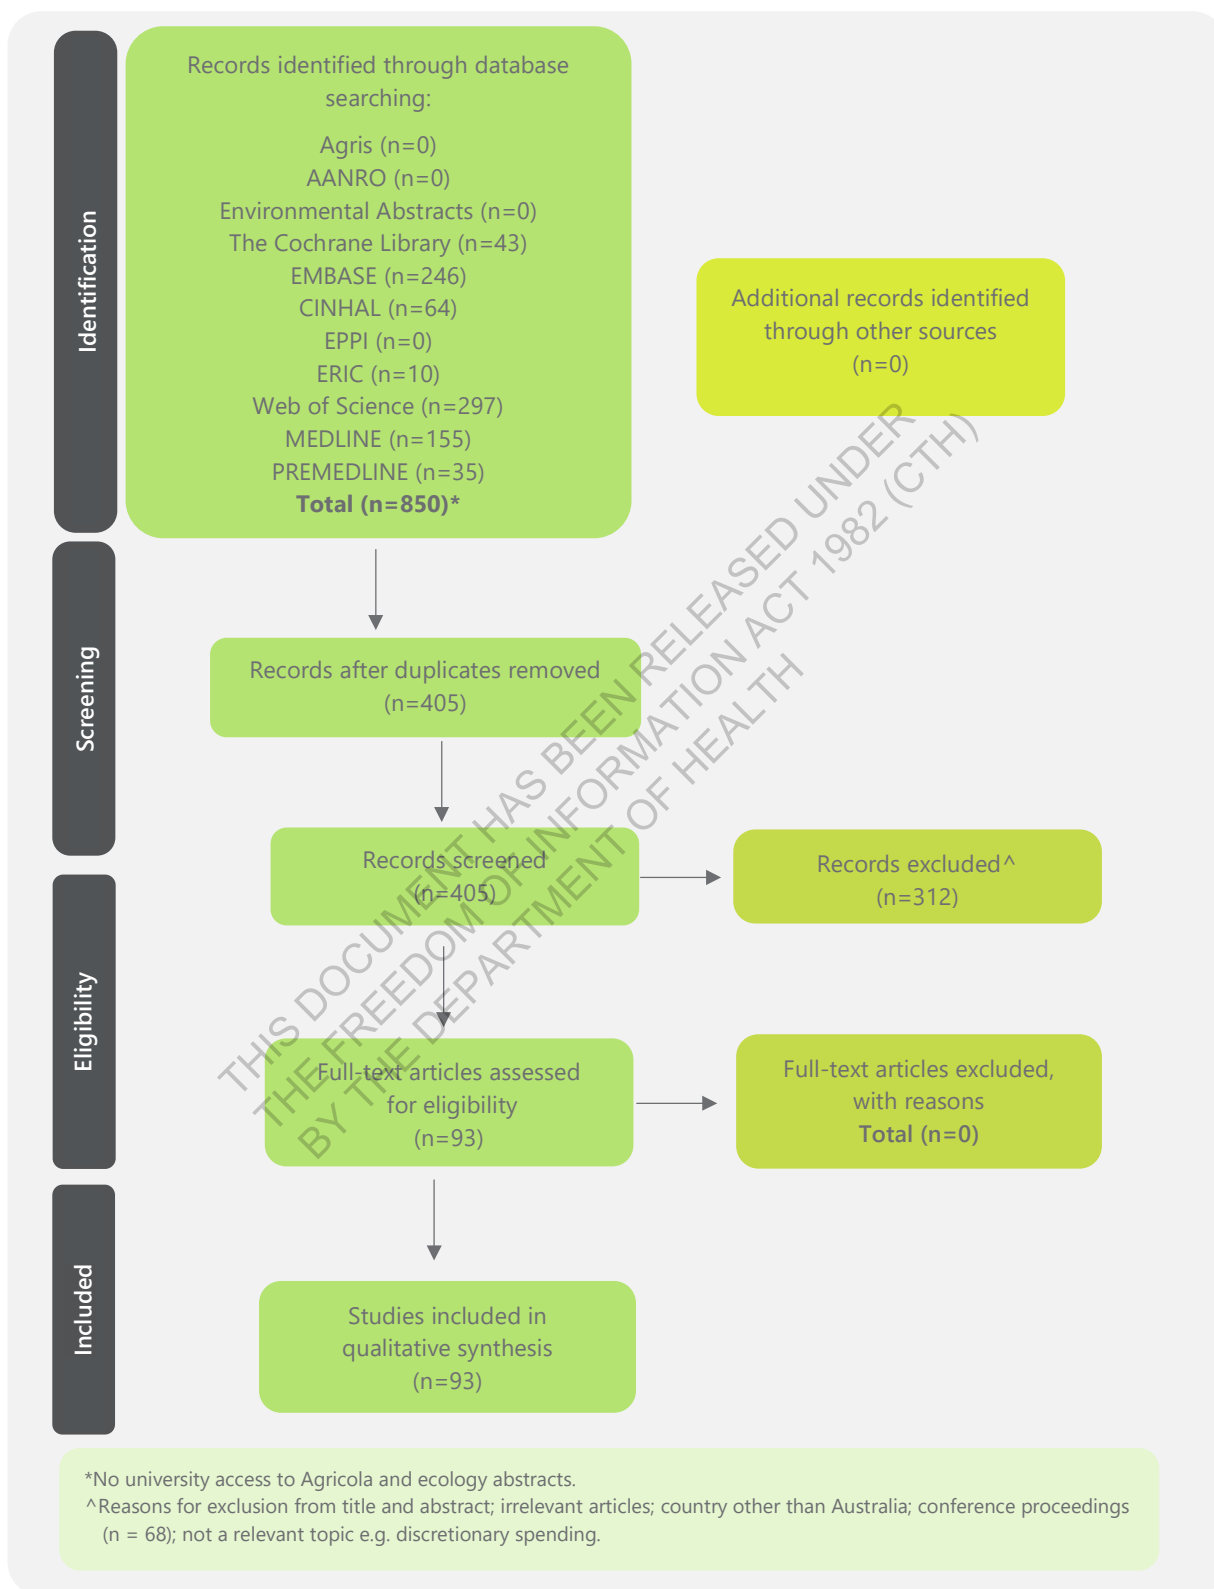 Identification
Records identified through database
searching:
Agris (n=0)
AANRO (n=0)
Environmental Abstracts (n=0)
The Cochrane Library (n=43)
EMBASE (n=246)
CINHAL (n=64)
EPPI (n=0)
ERIC (n=10)
Web of Science (n=297)
MEDLINE (n=155)
PREMEDLINE (n=35)
Total (n=850)*
Additional records identified
through other sources
(n=0)
Screening
Records after duplicates removed
(n=405)
Records screened
(n=405)
Records excluded^
(n=312)
Eligibility
Full-text articles assessed
for eligibility
(n=93)
Full-text articles excluded,
with reasons
Total (n=0)
Included
Studies included in
qualitative synthesis
(n=93)
*No university access to Agricola and ecology abstracts.
^Reasons for exclusion from title and abstract; irrelevant articles; country other than Australia; conference proceedings
(n = 68); not a relevant topic e.g. discretionary spending.
THIS DOCUMENT HAS BEEN RELEASED UNDER
THE FREEDOM OF INFORMATION ACT 1982 (CTH)
BY THE DEPARTMENT OF HEALTH